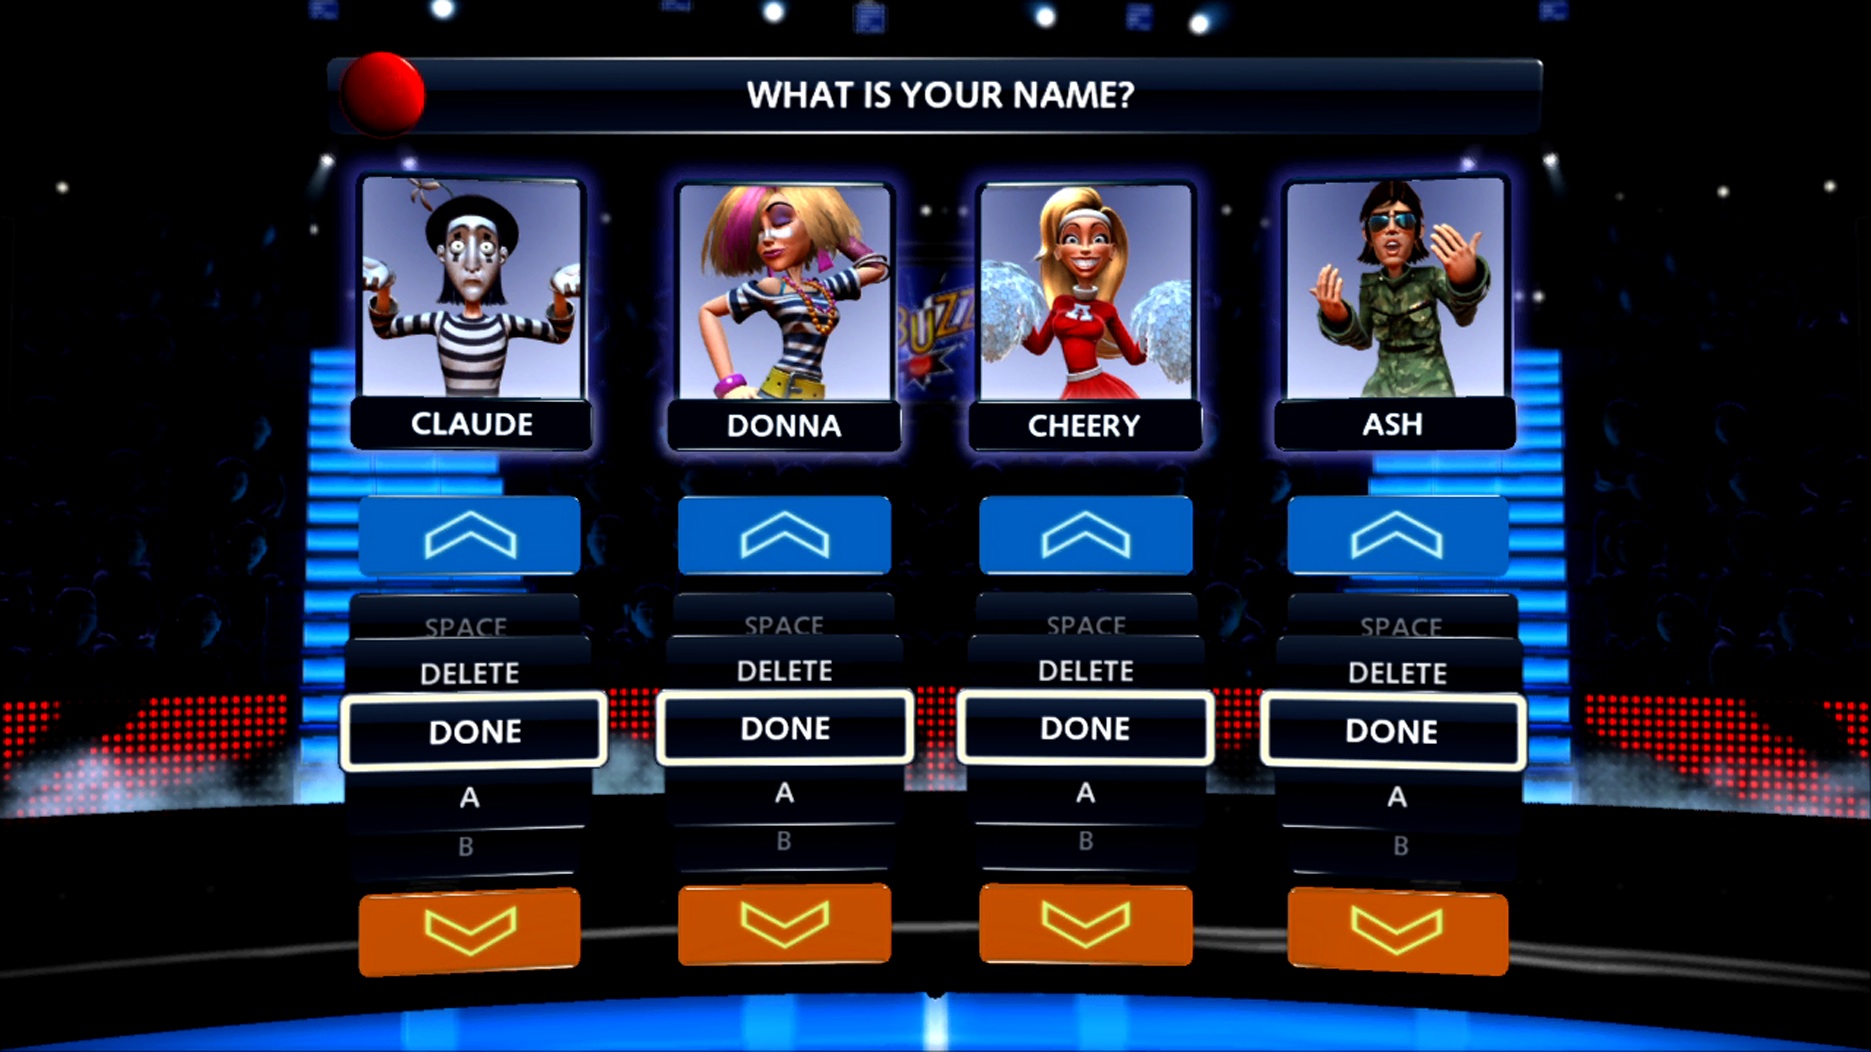 WHAT IS YOUR NAME?
BUZZ
CLAUDE
DONNA
CHEERY
ASH
A
SPACE
SPACE
SPACE
SPACE
DELETE
DELETE
DELETE
DELETE
DONE
DONE
DONE
DONE
A
A
A
A
B
B
B
B